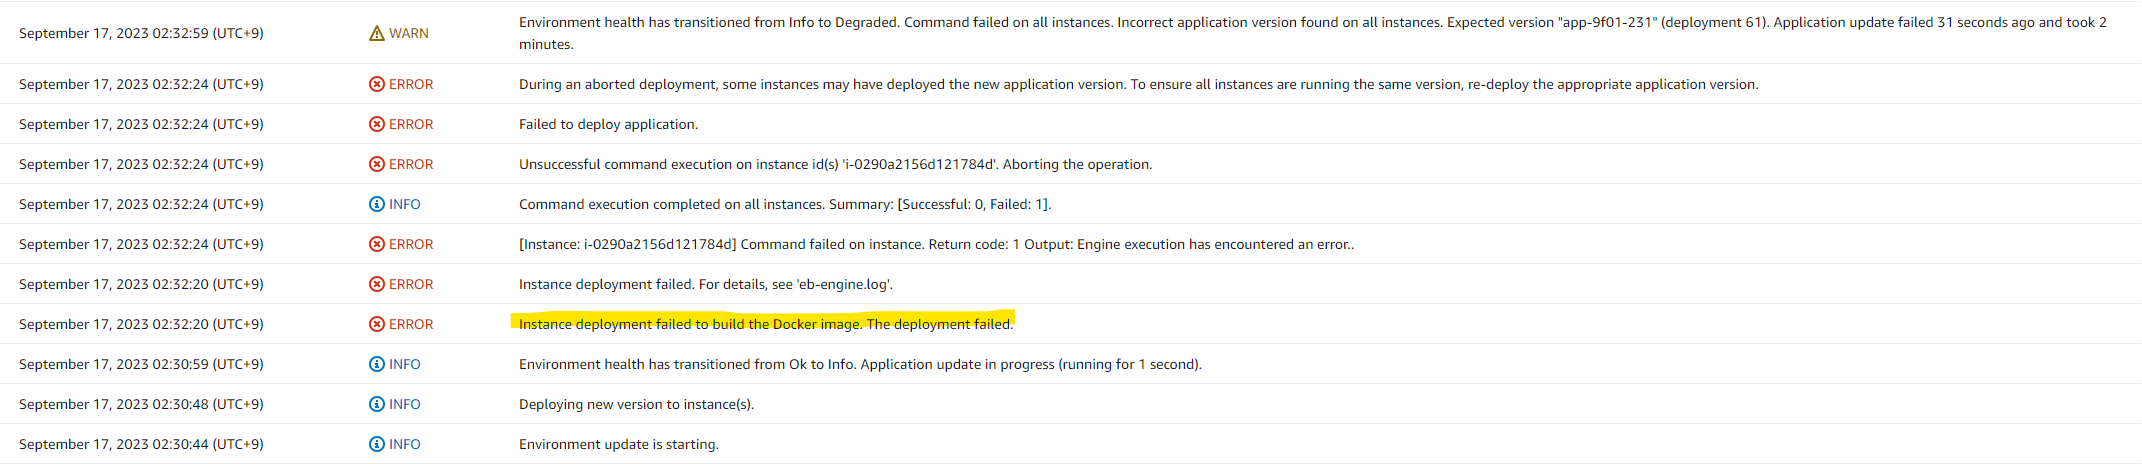 September 17, 2023 02:32:59 (UTC+9) WARN Environment health has transitioned from Info to Degraded. Command failed on all instances. Incorrect application version found on all instances. Expected version "app-9f01-231" (deployment 61). Application update failed 31 seconds ago and took 2
minutes.
September 17, 2023 02:32:24 (UTC+9) ERROR During an aborted deployment, some instances may have deployed the new application version. To ensure all instances are running the same version, re-deploy the appropriate application version.
September 17, 2023 02:32:24 (UTC+9) ERROR Failed to deploy application.
September 17, 2023 02:32:24 (UTC+9) ERROR Unsuccessful command execution on instance id(s) 'i-0290a2156d121784d'. Aborting the operation.
September 17, 2023 02:32:24 (UTC+9) INFO Command execution completed on all instances. Summary: [Successful: 0, Failed: 1].
September 17, 2023 02:32:24 (UTC+9) ERROR [Instance: i-0290a2156d121784d] Command failed on instance. Return code: 1 Output: Engine execution has encountered an error..
September 17, 2023 02:32:20 (UTC+9) ERROR Instance deployment failed. For details, see 'eb-engine.log'.
September 17, 2023 02:32:20 (UTC+9) ERROR Instance deployment failed to build the Docker image. The deployment failed.
September 17, 2023 02:30:59 (UTC+9) INFO Environment health has transitioned from Ok to Info. Application update in progress (running for 1 second).
September 17, 2023 02:30:48 (UTC+9) INFO Deploying new version to instance(s).
September 17, 2023 02:30:44 (UTC+9) INFO Environment update is starting.